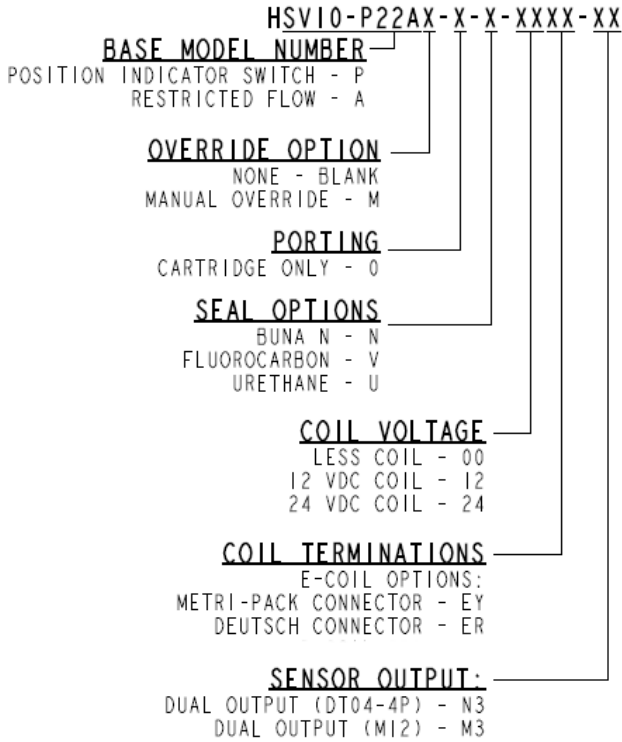 HSV10-P22AX-X-X-XXXX-XX
BASE MODEL NUMBER
POSITION INDICATOR SWITCH - P
RESTRICTED FLOW - A
OVERRIDE OPTION
NONE - BLANK
MANUAL OVERRIDE - M
PORTING
CARTRIDGE ONLY - 0
SEAL OPTIONS
BUNA N - N
FLUOROCARBON - V
URETHANE - U
COIL VOLTAGE
LESS COIL - 00
12 VDC COIL - 12
24 VDC COIL - 24
COIL TERMINATIONS
E-COIL OPTIONS:
METRI-PACK CONNECTOR - EY
DEUTSCH CONNECTOR - ER
SENSOR OUTPUT:
DUAL OUTPUT (DT04-4P) - N3
DUAL OUTPUT (M12) - M3